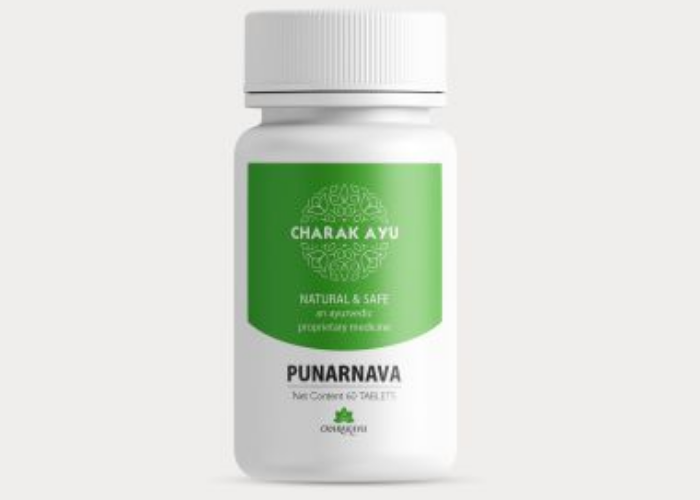 CHARAK AYU
NATURAL & SAFE
an ayurvedic
proprietary medicine
PUNARNAVA
Net Content 60 TABLETS